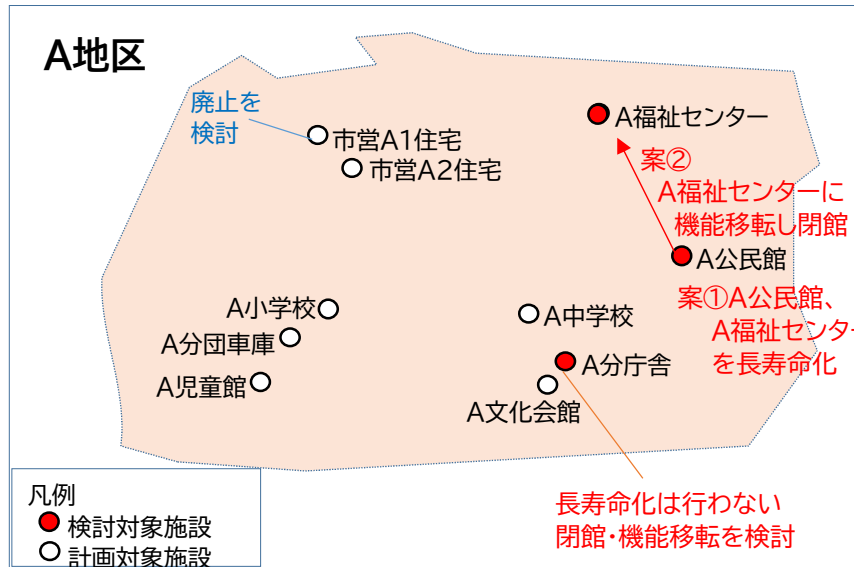 A地区
廃止を
検討
市営A1住宅
市営A2住宅
A福祉センター
案②
A福祉センターに
機能移転し閉館
A公民館
案①A公民館、
A福祉センター
を長寿命化
A小学校
A分団車庫
A児童館
A中学校
A分庁舎
A文化会館
長寿命化は行わない
閉館・機能移転を検討
凡例
検討対象施設
計画対象施設